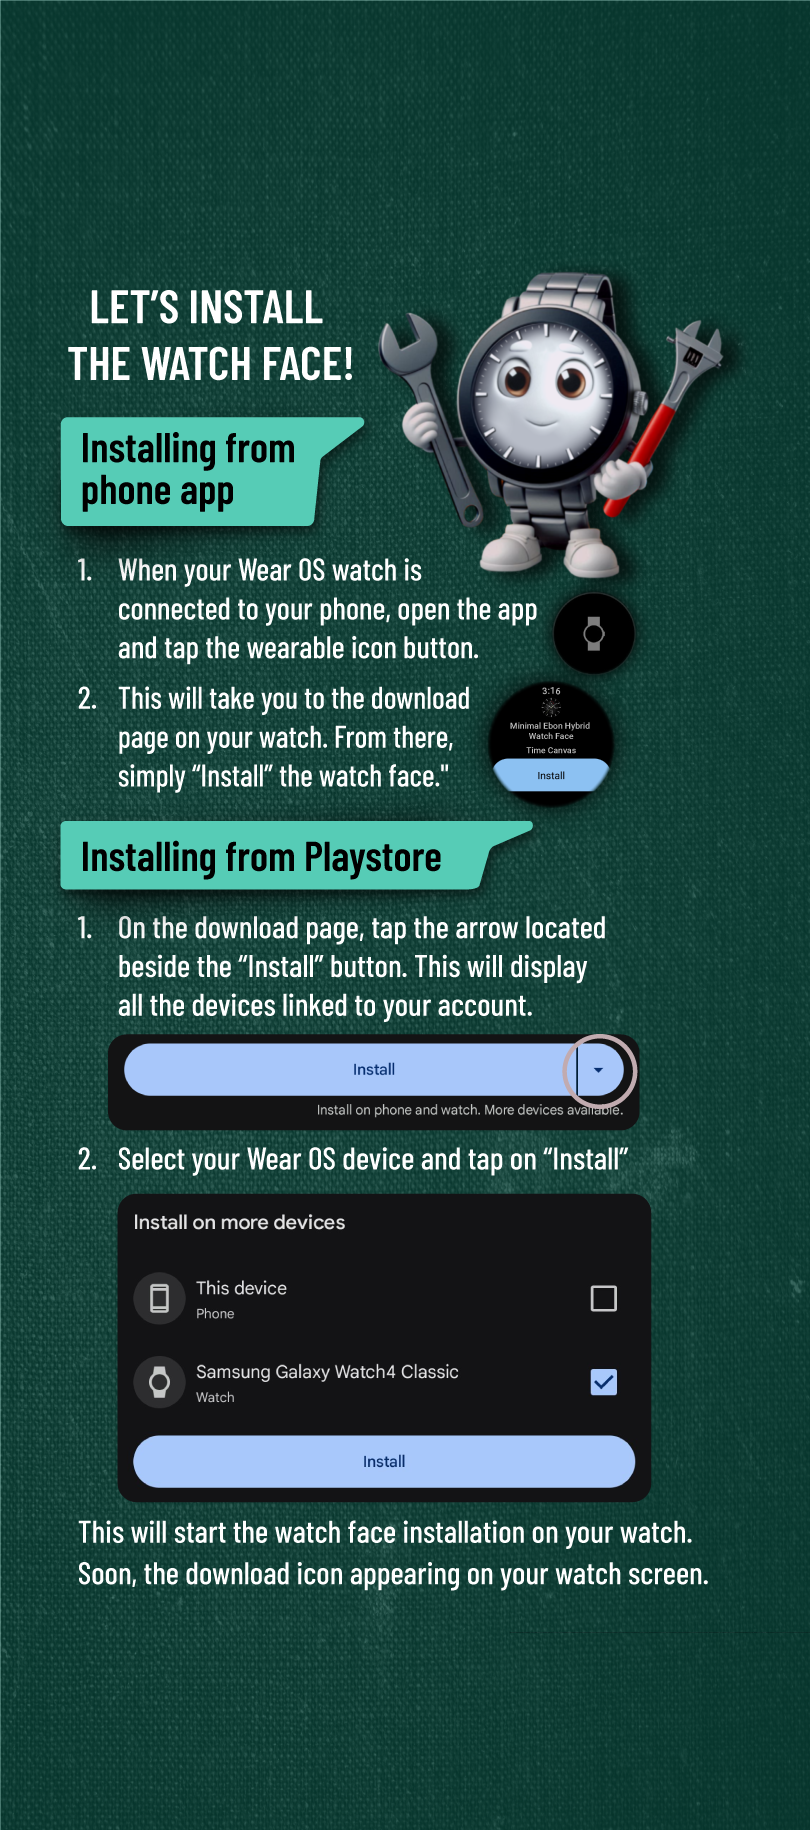 LET’S INSTALL
THE WATCH FACE!
Installing from
phone app
1. When your Wear OS watch is
connected to your phone, open the app
and tap the wearable icon button.
2. This will take you to the download
page on your watch. From there,
simply “Install” the watch face."
3:16
Minimal Ebon Hybrid
Watch Face
Time Canvas
Install
Installing from Playstore
1. On the download page, tap the arrow located
beside the “Install” button. This will display
all the devices linked to your account.
Install
Install on phone and watch. More devices available.
2. Select your Wear OS device and tap on “Install”
Install on more devices
This device
Phone
Samsung Galaxy Watch4 Classic
Watch
Install
This will start the watch face installation on your watch.
Soon, the download icon appearing on your watch screen.